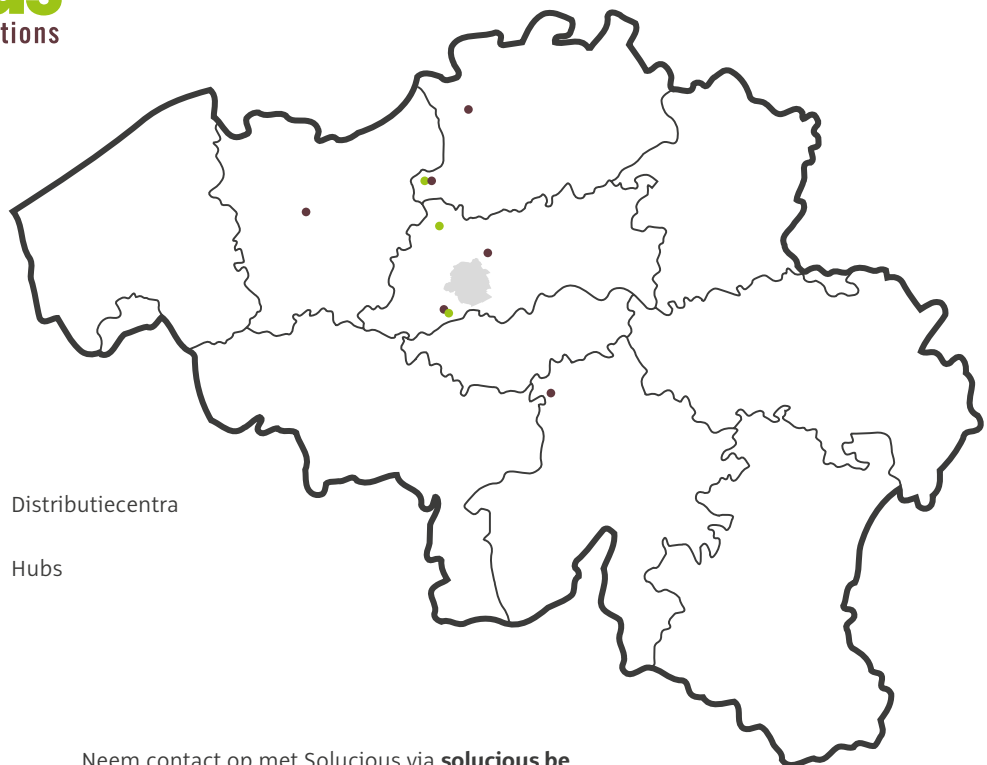 tions
Distributiecentra
Hubs
Neem contact op met Solucious via solucious.be